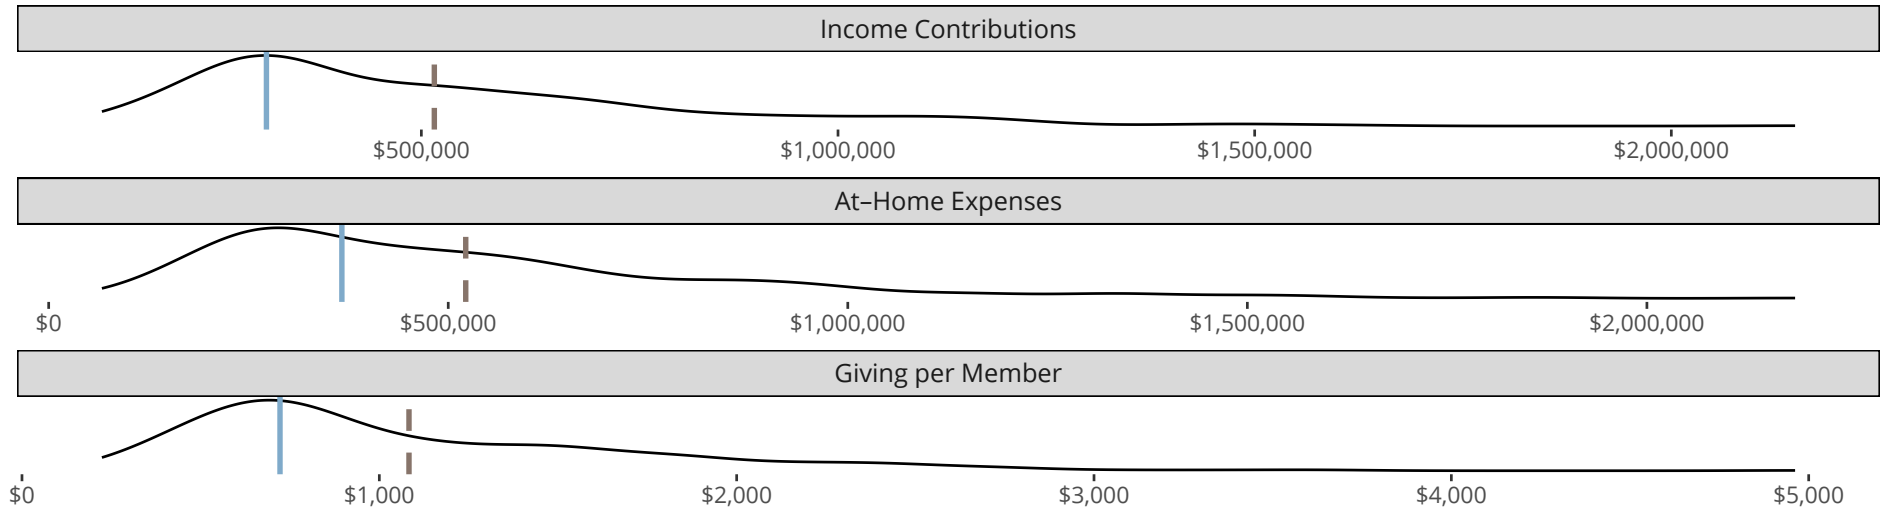 Income Contributions
$500,000 $1,000,000 $1,500,000 $2,000,000
At–Home Expenses
$0 $500,000 $1,000,000 $1,500,000 $2,000,000
Giving per Member
$0 $1,000 $2,000 $3,000 $4,000 $5,000